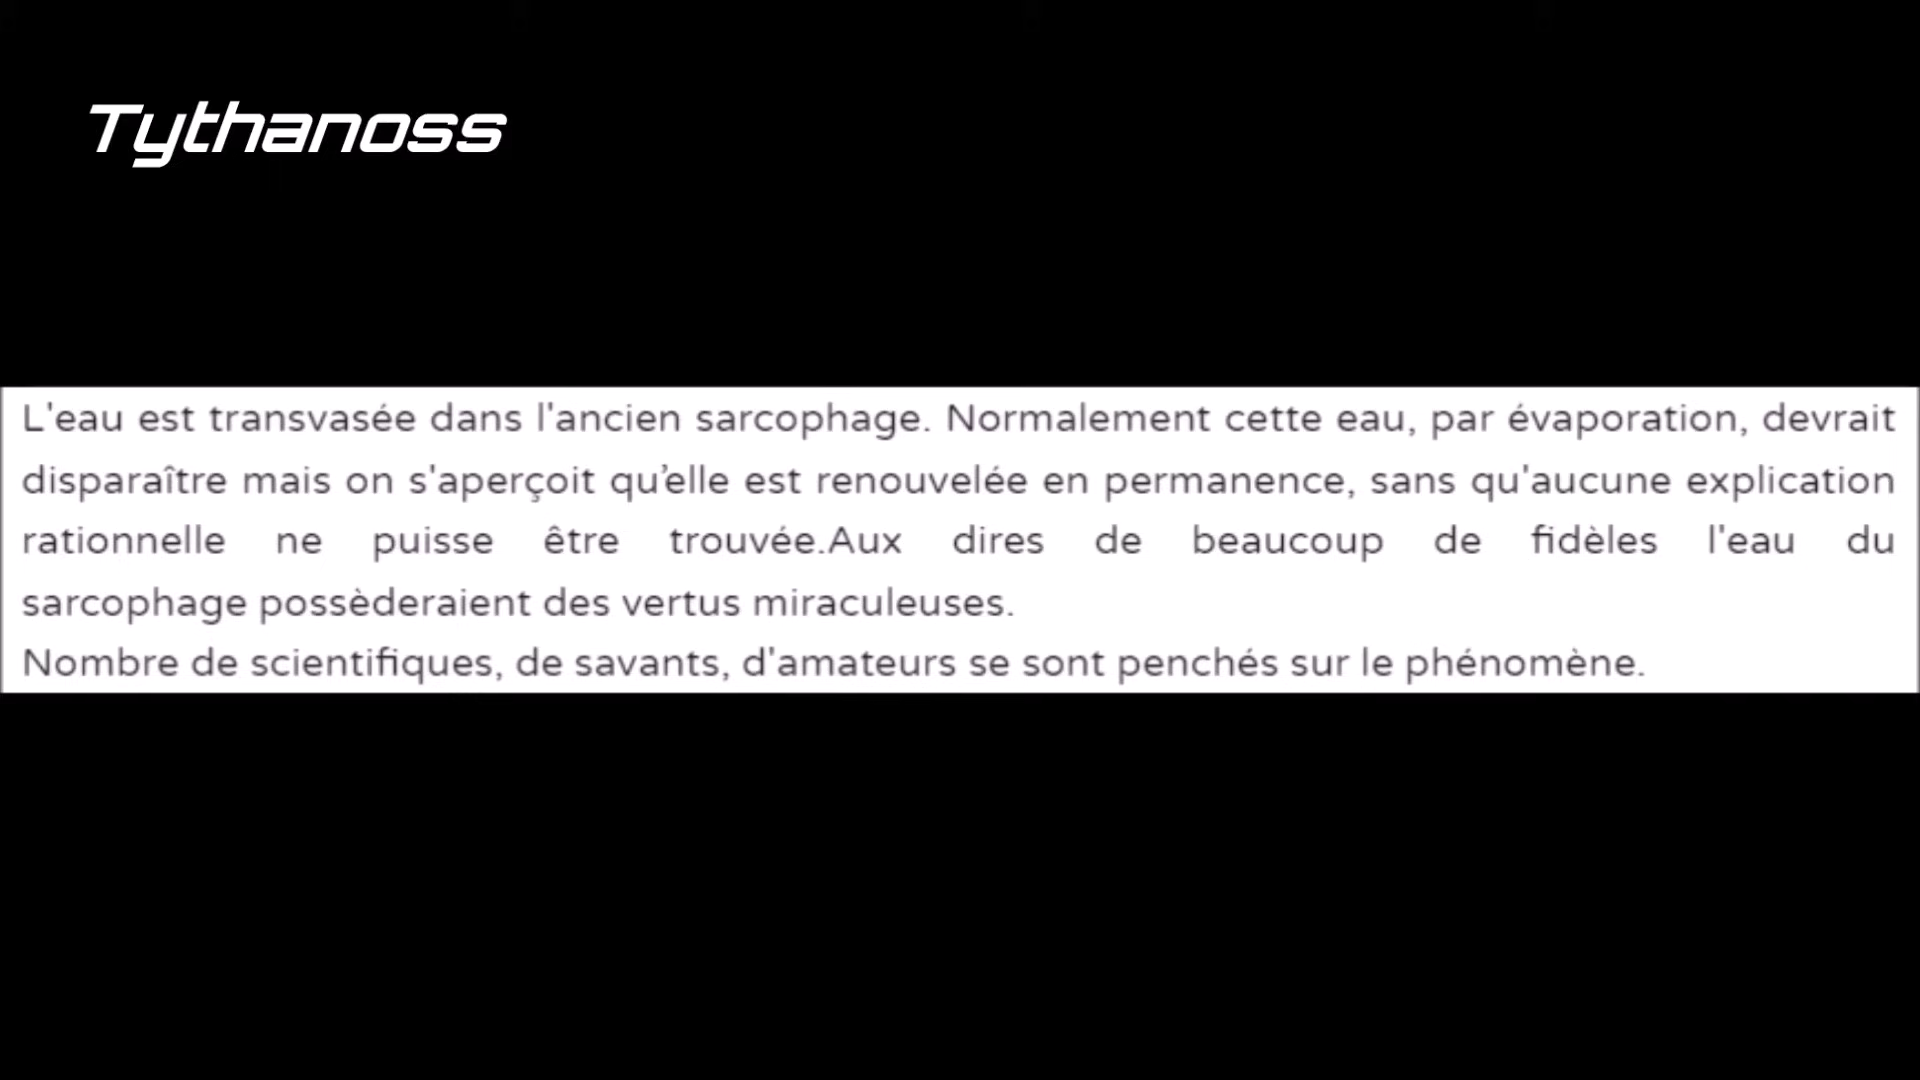 Tythanoss
L'eau est transvasée dans l'ancien sarcophage. Normalement cette eau, par évaporation, devrait
disparaître mais on s'aperçoit qu’elle est renouvelée en permanence, sans qu'aucune explication
rationnelle ne puisse être trouvée.Aux dires de beaucoup de fidèles l'eau du
sarcophage possèderaient des vertus miraculeuses.
Nombre de scientifiques, de savants, d'amateurs se sont penchés sur le phénomène.